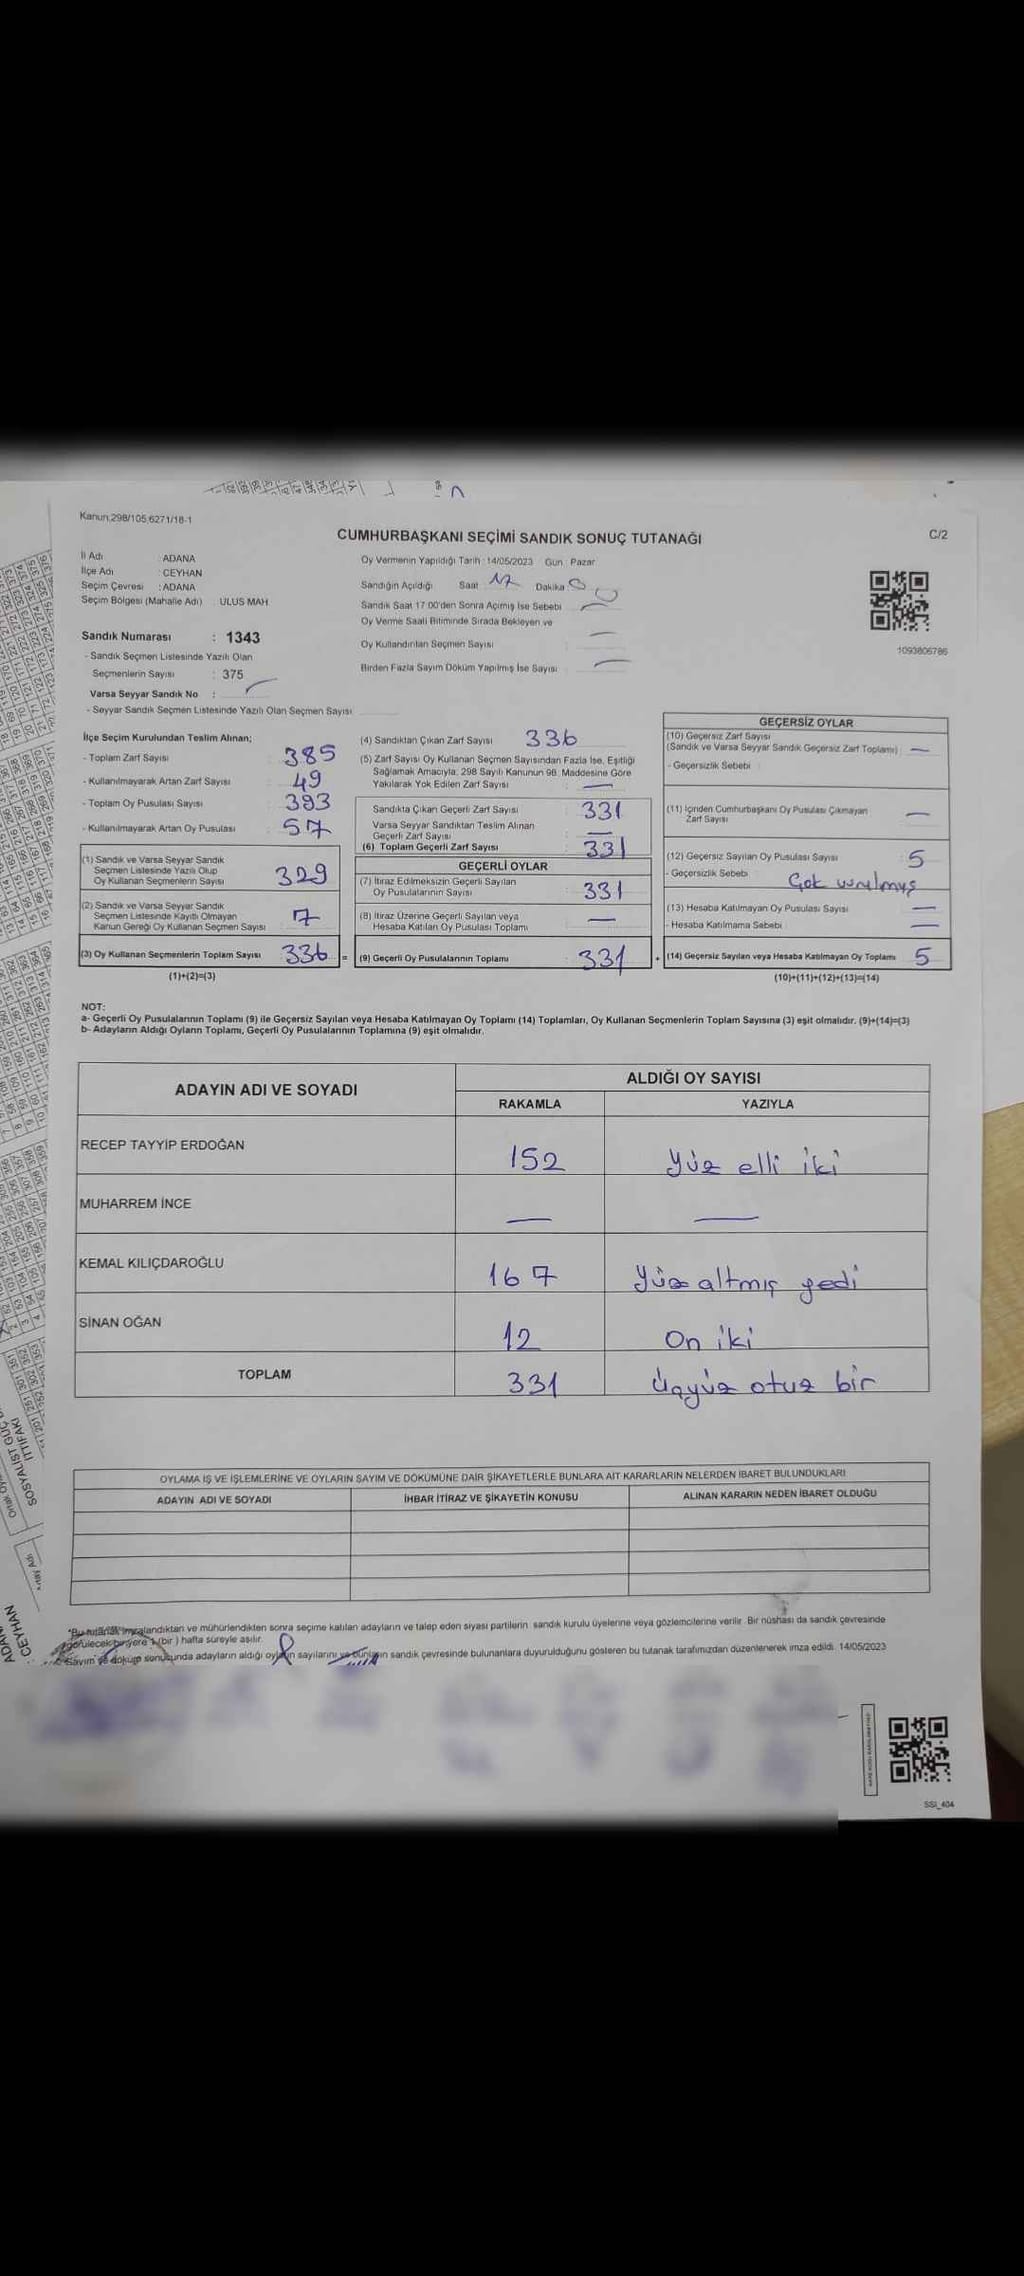 Kanun;298/105,6271/18-1
CUMHURBAŞKANI SEÇİMİ SANDIK SONUÇ TUTANAĞI
C/2
İl Adı : ADANA
İlçe Adı : CEYHAN
Seçim Çevresi : ADANA
Seçim Bölgesi (Mahalle Adı) : ULUS MAH
Sandık Numarası : 1343
- Sandık Seçmen Listesinde Yazılı Olan
Seçmenlerin Sayısı : 375
Varsa Seyyar Sandık No :
- Seyyar Sandık Seçmen Listesinde Yazılı Olan Seçmen Sayısı
Oy Vermenin Yapıldığı Tarih : 14/05/2023 Gün : Pazar
Sandığın Açıldığı Saat 17 Dakika 0
Sandık Saat 17.00'den Sonra Açımış İse Sebebi
Oy Verme Saati Bitiminde Sırada Bekleyen ve
Oy Kullandırılan Seçmen Sayısı :
Birden Fazla Sayım Döküm Yapılmış İse Sayısı :
1093806786
İlçe Seçim Kurulundan Teslim Alınan;
- Toplam Zarf Sayısı : 385
- Kullanılmayarak Artan Zarf Sayısı : 49
- Toplam Oy Pusulası Sayısı : 393
- Kullanılmayarak Artan Oy Pusulası : 57
(1) Sandık ve Varsa Seyyar Sandık
Seçmen Listesinde Yazılı Olup
Oy Kullanan Seçmenlerin Sayısı : 329
(2) Sandık ve Varsa Seyyar Sandık
Seçmen Listesinde Kayıtlı Olmayan
Kanun Gereği Oy Kullanan Seçmen Sayısı : 7
(3) Oy Kullanan Seçmenlerin Toplam Sayısı : 336 =
(1)+(2)=(3)
(4) Sandıktan Çıkan Zarf Sayısı : 336
(5) Zarf Sayısı Oy Kullanan Seçmen Sayısından Fazla İse, Eşitliği
Sağlamak Amacıyla; 298 Sayılı Kanunun 98. Maddesine Göre
Yakılarak Yok Edilen Zarf Sayısı : —
Sandıkta Çıkan Geçerli Zarf Sayısı : 331
Varsa Seyyar Sandıktan Teslim Alınan
Geçerli Zarf Sayısı : —
(6) Toplam Geçerli Zarf Sayısı : 331
GEÇERLİ OYLAR
(7) İtiraz Edilmeksizin Geçerli Sayılan
Oy Pusulalarının Sayısı : 331
(8) İtiraz Üzerine Geçerli Sayılan veya
Hesaba Katılan Oy Pusulası Toplamı : —
(9) Geçerli Oy Pusulalarının Toplamı : 331 +
GEÇERSİZ OYLAR
(10) Geçersiz Zarf Sayısı
(Sandık ve Varsa Seyyar Sandık Geçersiz Zarf Toplamı) : —
- Geçersizlik Sebebi :
(11) İçinden Cumhurbaşkanı Oy Pusulası Çıkmayan
Zarf Sayısı : —
(12) Geçersiz Sayılan Oy Pusulası Sayısı : 5
- Geçersizlik Sebebi : Çok vurulmuş
(13) Hesaba Katılmayan Oy Pusulası Sayısı : —
- Hesaba Katılmama Sebebi : —
(14) Geçersiz Sayılan veya Hesaba Katılmayan Oy Toplamı : 5
(10)+(11)+(12)+(13)=(14)
NOT:
a- Geçerli Oy Pusulalarının Toplamı (9) ile Geçersiz Sayılan veya Hesaba Katılmayan Oy Toplamı (14) Toplamları, Oy Kullanan Seçmenlerin Toplam Sayısına (3) eşit olmalıdır. (9)+(14)=(3)
b- Adayların Aldığı Oyların Toplamı, Geçerli Oy Pusulalarının Toplamına (9) eşit olmalıdır.
ADAYIN ADI VE SOYADI
ALDIĞI OY SAYISI
RAKAMLA YAZIYLA
RECEP TAYYİP ERDOĞAN 152 Yüz elli iki
MUHARREM İNCE — —
KEMAL KILIÇDAROĞLU 167 Yüz altmış yedi
SİNAN OĞAN 12 On iki
TOPLAM 331 Üçyüz otuz bir
OYLAMA İŞ VE İŞLEMLERİNE VE OYLARIN SAYIM VE DÖKÜMÜNE DAİR ŞİKAYETLERLE BUNLARA AİT KARARLARIN NELERDEN İBARET BULUNDUKLARI
ADAYIN ADI VE SOYADI İHBAR İTİRAZ VE ŞİKAYETİN KONUSU ALINAN KARARIN NEDEN İBARET OLDUĞU
*Bu tutanak imzalandıktan ve mühürlendikten sonra seçime katılan adayların ve talep eden siyasi partilerin sandık kurulu üyelerine veya gözlemcilerine verilir. Bir nüshası da sandık çevresinde
görülecek bir yere 1 (bir) hafta süreyle asılır.
Sayım ve döküm sonucunda adayların aldığı oyların sayılarını ve bunların sandık çevresinde bulunanlara duyurulduğunu gösteren bu tutanak tarafımızdan düzenlenerek imza edildi. 14/05/2023
SSI_404
SOSYALİST GÜÇ
İTTİFAKI
: CEYHAN